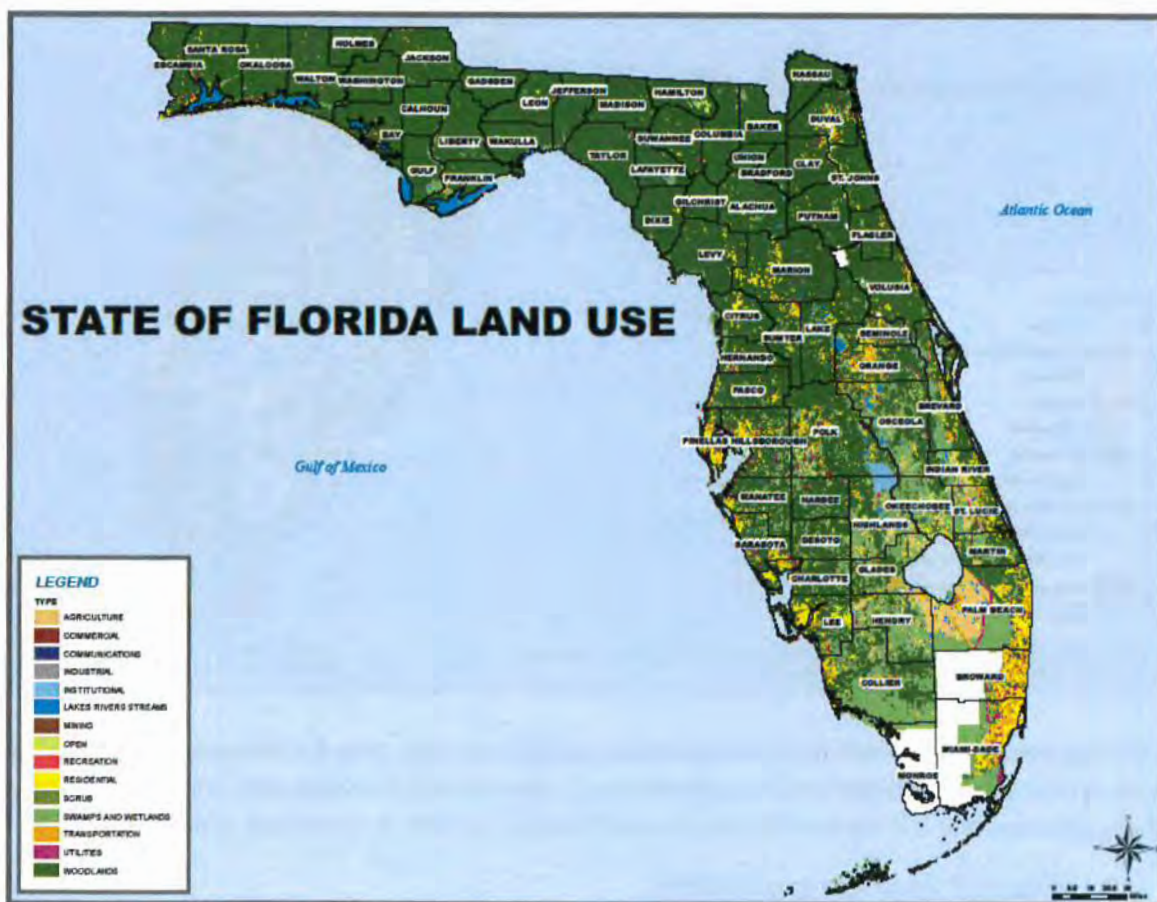 STATE OF FLORIDA LAND USE
Atlantic Ocean
Gulf of Mexico
ESCAMBIA
SANTA ROSA
OKALOOSA
WALTON
HOLMES
WASHINGTON
JACKSON
CALHOUN
BAY
GULF
LIBERTY
FRANKLIN
GADSDEN
LEON
WAKULLA
JEFFERSON
MADISON
TAYLOR
HAMILTON
SUWANNEE
LAFAYETTE
DIXIE
COLUMBIA
GILCHRIST
BAKER
UNION
BRADFORD
ALACHUA
NASSAU
DUVAL
CLAY
ST. JOHNS
PUTNAM
FLAGLER
LEVY
MARION
VOLUSIA
CITRUS
SUMTER
LAKE
SEMINOLE
HERNANDO
ORANGE
PASCO
BREVARD
OSCEOLA
PINELLAS
HILLSBOROUGH
POLK
INDIAN RIVER
MANATEE
HARDEE
OKEECHOBEE
ST. LUCIE
HIGHLANDS
SARASOTA
DESOTO
MARTIN
CHARLOTTE
GLADES
LEE
HENDRY
PALM BEACH
COLLIER
BROWARD
MIAMI-DADE
MONROE
LEGEND
TYPE
AGRICULTURE
COMMERCIAL
COMMUNICATIONS
INDUSTRIAL
INSTITUTIONAL
LAKES RIVERS STREAMS
MINING
OPEN
RECREATION
RESIDENTIAL
SCRUB
SWAMPS AND WETLANDS
TRANSPORTATION
UTILITIES
WOODLANDS